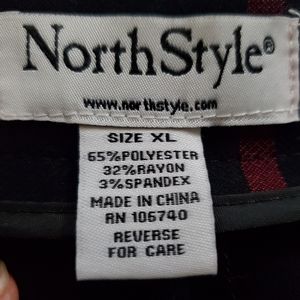 NorthStyle®
www.northstyle.com
SIZE XL
65%POLYESTER
32%RAYON
3%SPANDEX
MADE IN CHINA
RN 106740
REVERSE
FOR CARE